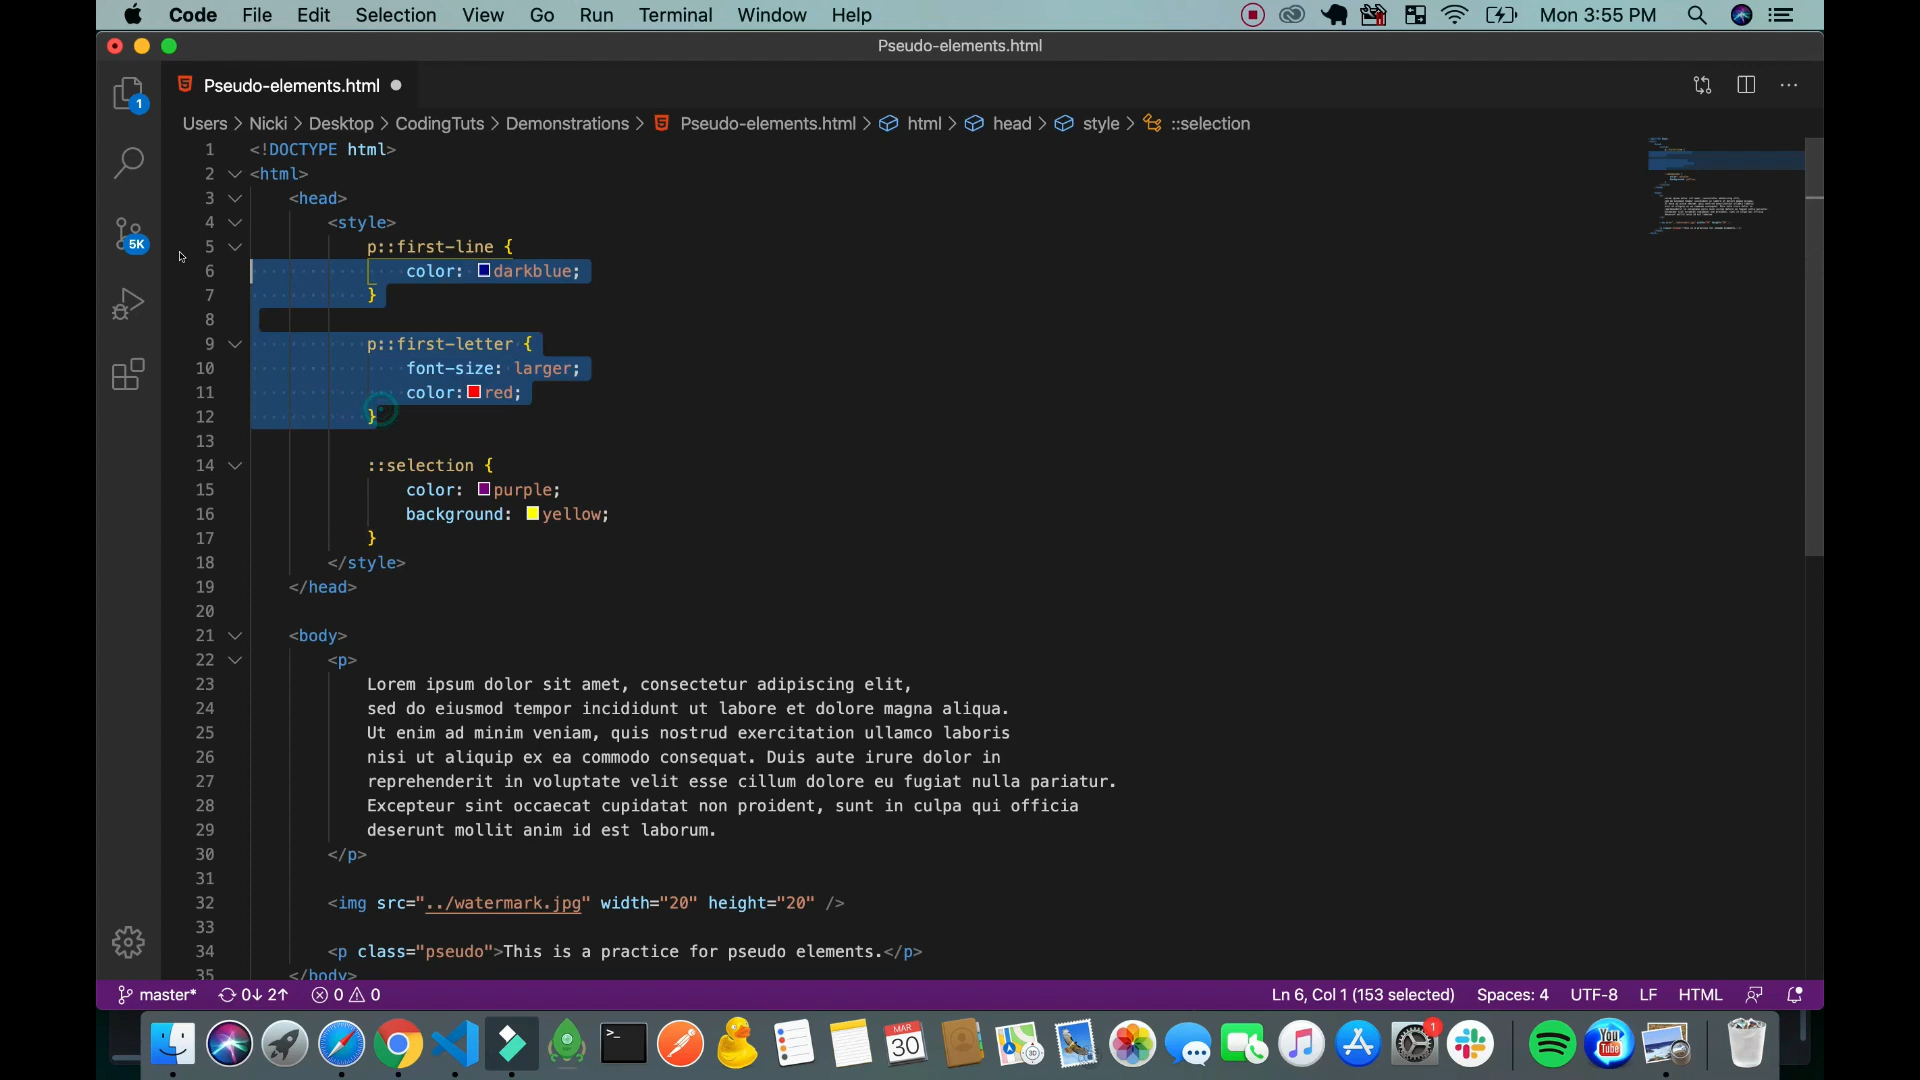 Code File Edit Selection View Go Run Terminal Window Help Mon 3:55 PM
Pseudo-elements.html
Pseudo-elements.html
Users > Nicki > Desktop > CodingTuts > Demonstrations > Pseudo-elements.html > html > head > style > ::selection
1 <!DOCTYPE html>
2 <html>
3 <head>
4 <style>
5 p::first-line {
6 color: darkblue;
7 }
8
9 p::first-letter {
10 font-size: larger;
11 color: red;
12 }
13
14 ::selection {
15 color: purple;
16 background: yellow;
17 }
18 </style>
19 </head>
20
21 <body>
22 <p>
23 Lorem ipsum dolor sit amet, consectetur adipiscing elit,
24 sed do eiusmod tempor incididunt ut labore et dolore magna aliqua.
25 Ut enim ad minim veniam, quis nostrud exercitation ullamco laboris
26 nisi ut aliquip ex ea commodo consequat. Duis aute irure dolor in
27 reprehenderit in voluptate velit esse cillum dolore eu fugiat nulla pariatur.
28 Excepteur sint occaecat cupidatat non proident, sunt in culpa qui officia
29 deserunt mollit anim id est laborum.
30 </p>
31
32 <img src="../watermark.jpg" width="20" height="20" />
33
34 <p class="pseudo">This is a practice for pseudo elements.</p>
35 </body>
1
5K
master* 0↓ 2↑ 0 0 Ln 6, Col 1 (153 selected) Spaces: 4 UTF-8 LF HTML
>_
MAR
30
3D
1
You
Tube